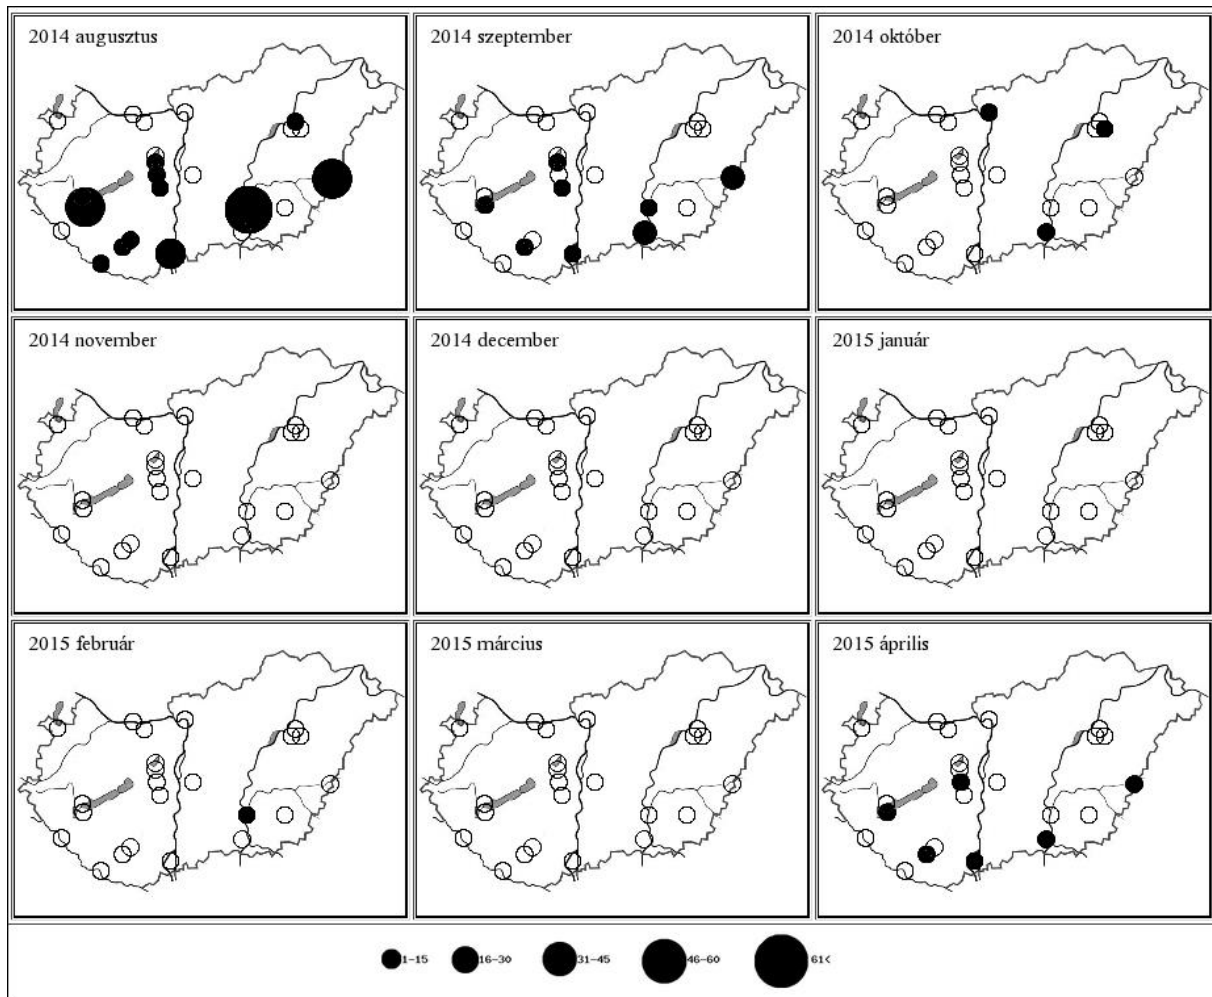 2014 augusztus
2014 szeptember
2014 október
2014 november
2014 december
2015 január
2015 február
2015 március
2015 április
1-15
16-30
31-45
46-60
61<